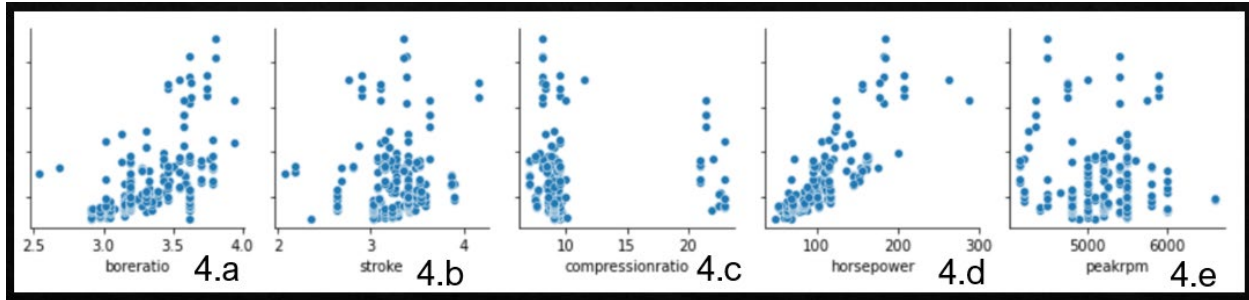 2.5 3.0 3.5 4.0 2 3 4 10 15 20 100 200 300 5000 6000
boreratio 4.a stroke 4.b compressionratio 4.c horsepower 4.d peakrpm 4.e